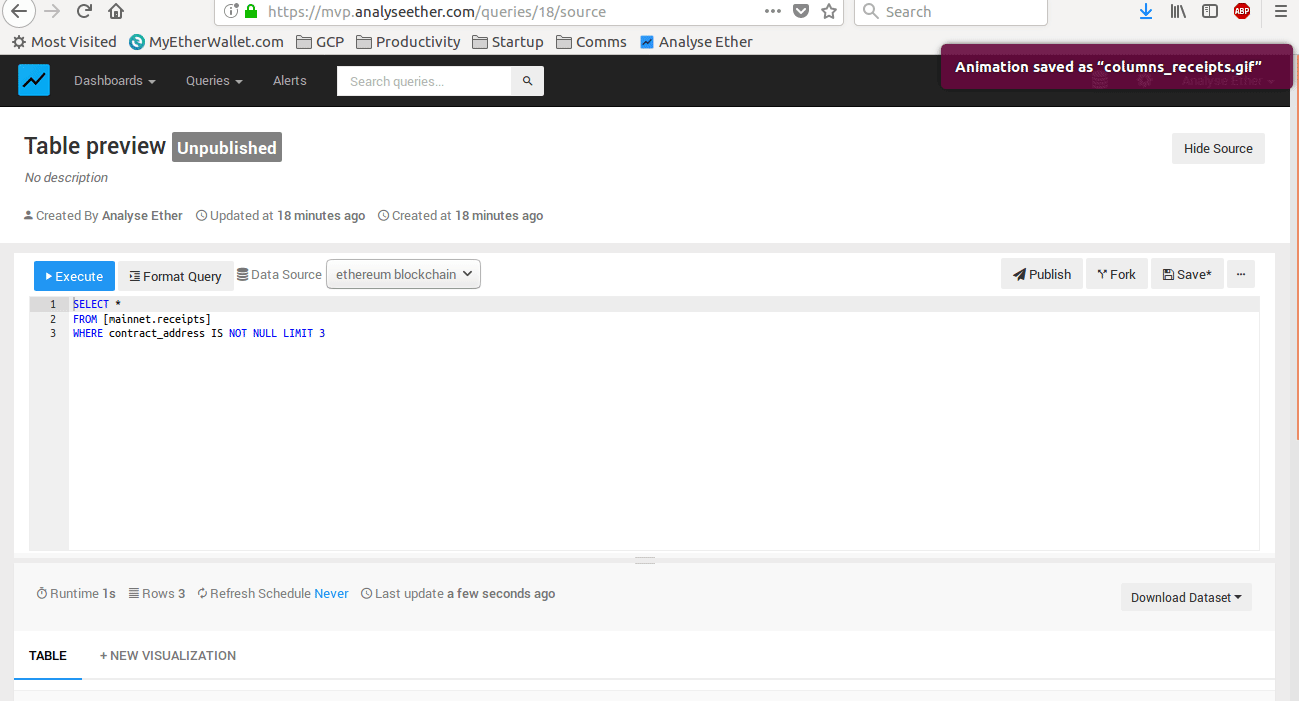 https://mvp.analyseether.com/queries/18/source
Search
ABP
Most Visited MyEtherWallet.com GCP Productivity Startup Comms Analyse Ether
Animation saved as “columns_receipts.gif”
Dashboards Queries Alerts Search queries... Analyse Ether
Table preview Unpublished
Hide Source
No description
Created By Analyse Ether Updated at 18 minutes ago Created at 18 minutes ago
Execute Format Query Data Source ethereum blockchain Publish Fork Save* ...
1 SELECT *
2 FROM [mainnet.receipts]
3 WHERE contract_address IS NOT NULL LIMIT 3
Runtime 1s Rows 3 Refresh Schedule Never Last update a few seconds ago
Download Dataset
TABLE + NEW VISUALIZATION